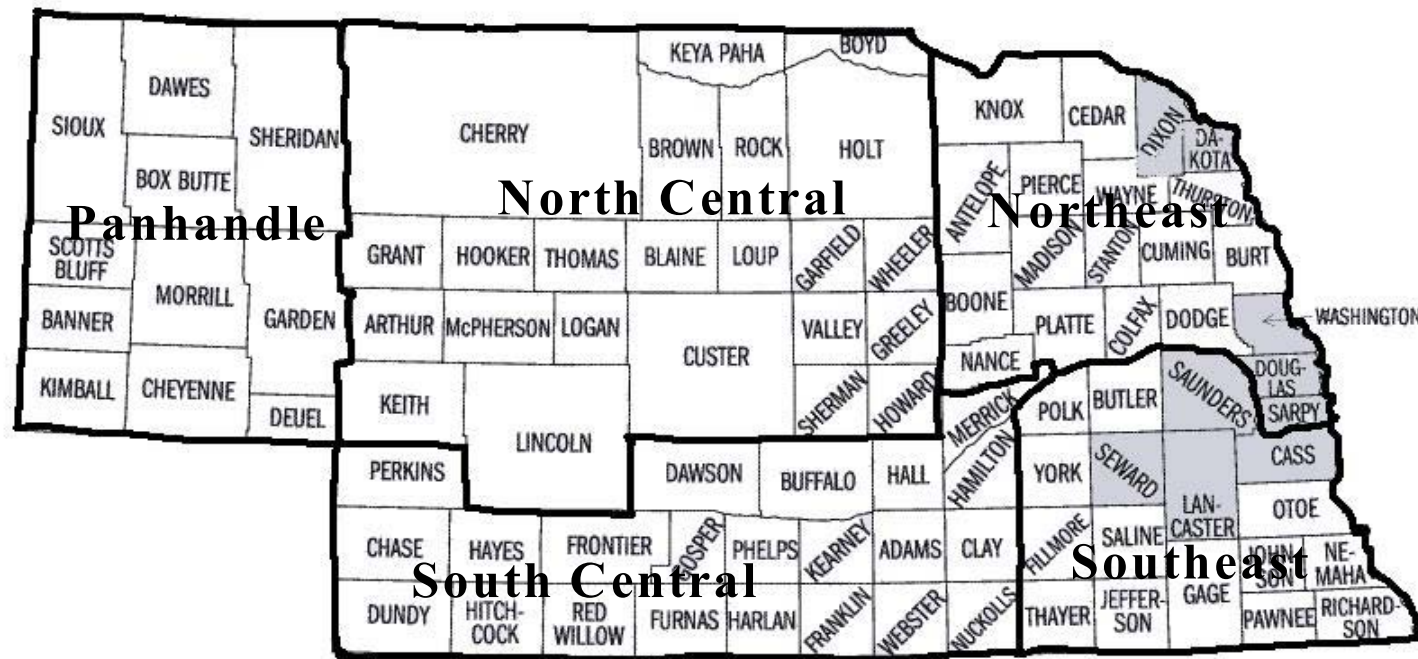 KEYA PAHA
BOYD
DAWES
SIOUX
SHERIDAN
CHERRY
BROWN
ROCK
HOLT
KNOX
CEDAR
DIXON
DA-
KOTA
BOX BUTTE
North Central
Panhandle
ANTELOPE
PIERCE
WAYNE
THURSTON
Northeast
SCOTTS
BLUFF
MORRILL
GARDEN
GRANT
HOOKER
THOMAS
BLAINE
LOUP
GARFIELD
WHEELER
MADISON
STANTON
CUMING
BURT
BANNER
ARTHUR
McPHERSON
LOGAN
CUSTER
VALLEY
GREELEY
BOONE
PLATTE
COLFAX
DODGE
WASHINGTON
NANCE
KIMBALL
CHEYENNE
DEUEL
KEITH
LINCOLN
SHERMAN
HOWARD
MERRICK
POLK
BUTLER
SAUNDERS
DOUG-
LAS
SARPY
PERKINS
DAWSON
BUFFALO
HALL
HAMILTON
YORK
SEWARD
LAN-
CASTER
CASS
OTOE
CHASE
HAYES
FRONTIER
GOSPER
PHELPS
KEARNEY
ADAMS
CLAY
FILLMORE
SALINE
Southeast
JOHN-
SON
NE-
MAHA
South Central
DUNDY
HITCH-
COCK
RED
WILLOW
FURNAS
HARLAN
FRANKLIN
WEBSTER
NUCKOLLS
THAYER
JEFFER-
SON
GAGE
PAWNEE
RICHARD-
SON